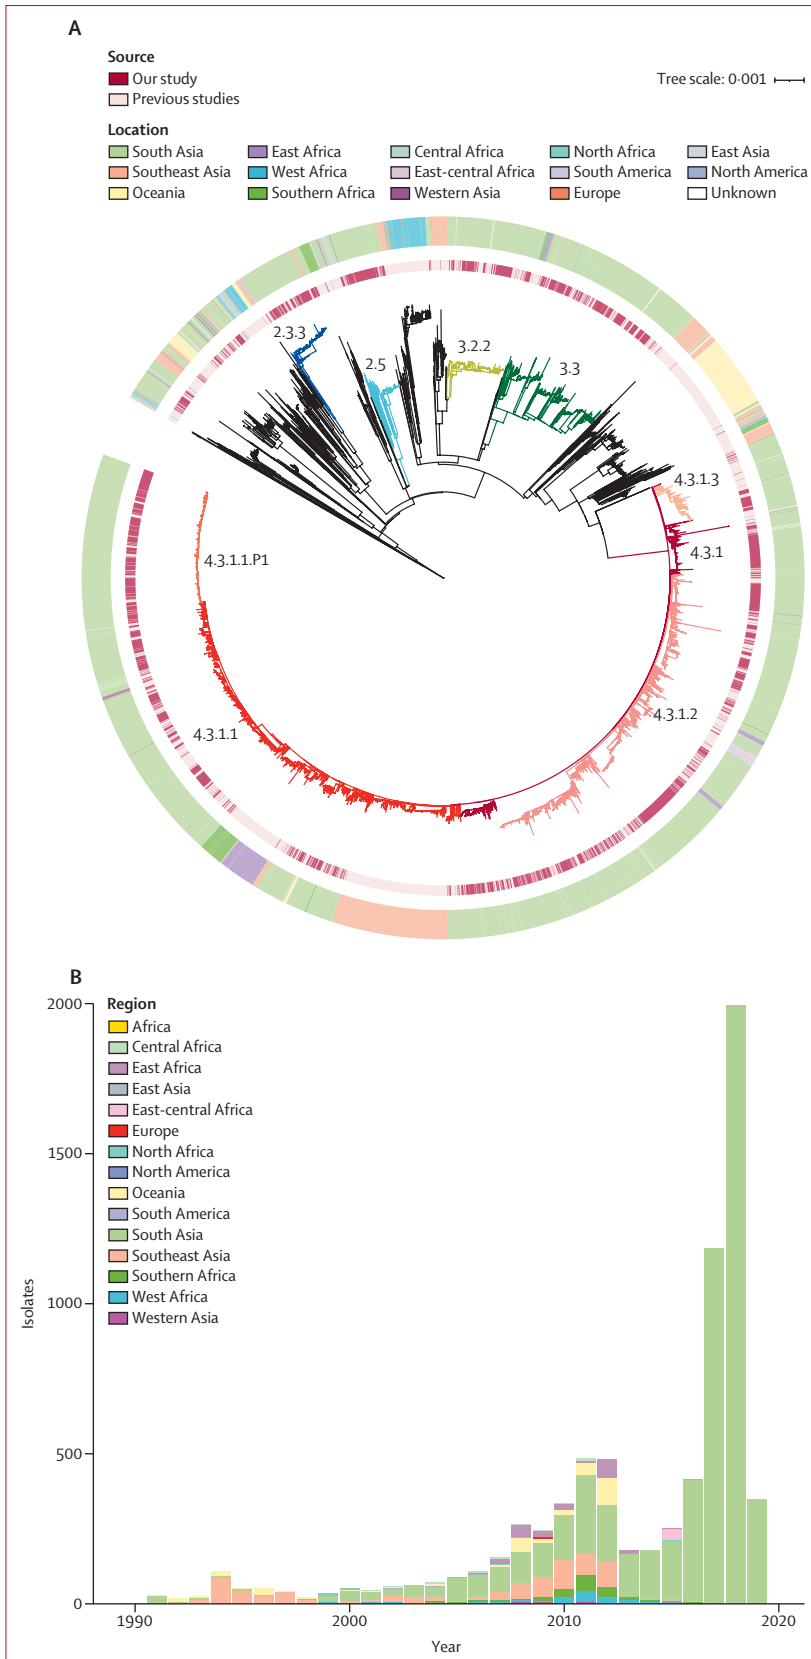 A
Source
Our study
Previous studies
Tree scale: 0·001
Location
South Asia East Africa Central Africa North Africa East Asia
Southeast Asia West Africa East-central Africa South America North America
Oceania Southern Africa Western Asia Europe Unknown
2.3.3
2.5
3.2.2
3.3
4.3.1.3
4.3.1
4.3.1.1.P1
4.3.1.2
4.3.1.1
B
Region
Africa
Central Africa
East Africa
East Asia
East-central Africa
Europe
North Africa
North America
Oceania
South America
South Asia
Southeast Asia
Southern Africa
West Africa
Western Asia
2000
1500
1000
500
0
Isolates
1990 2000 2010 2020
Year